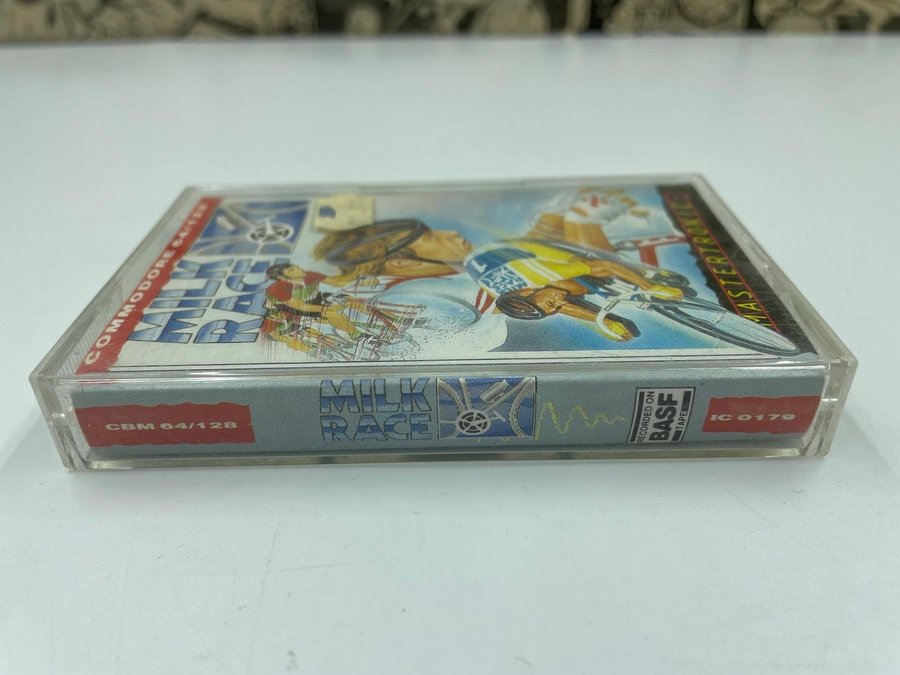 COMMODORE 64/128
MILK
RACE
MASTERTRONIC
CBM 64/128
MILK
RACE
RECORDED ON
BASF
TAPE
IC 0179